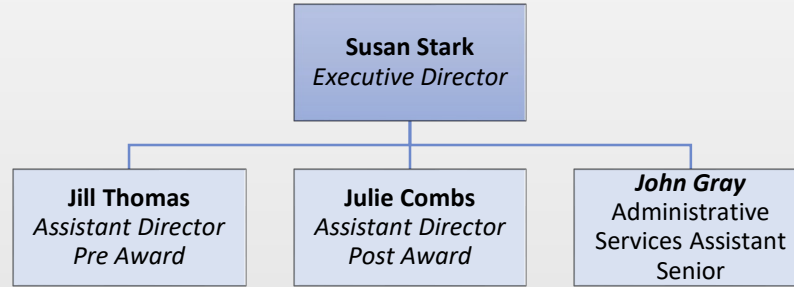 Susan Stark
Executive Director
Jill Thomas
Assistant Director
Pre Award
Julie Combs
Assistant Director
Post Award
John Gray
Administrative
Services Assistant
Senior